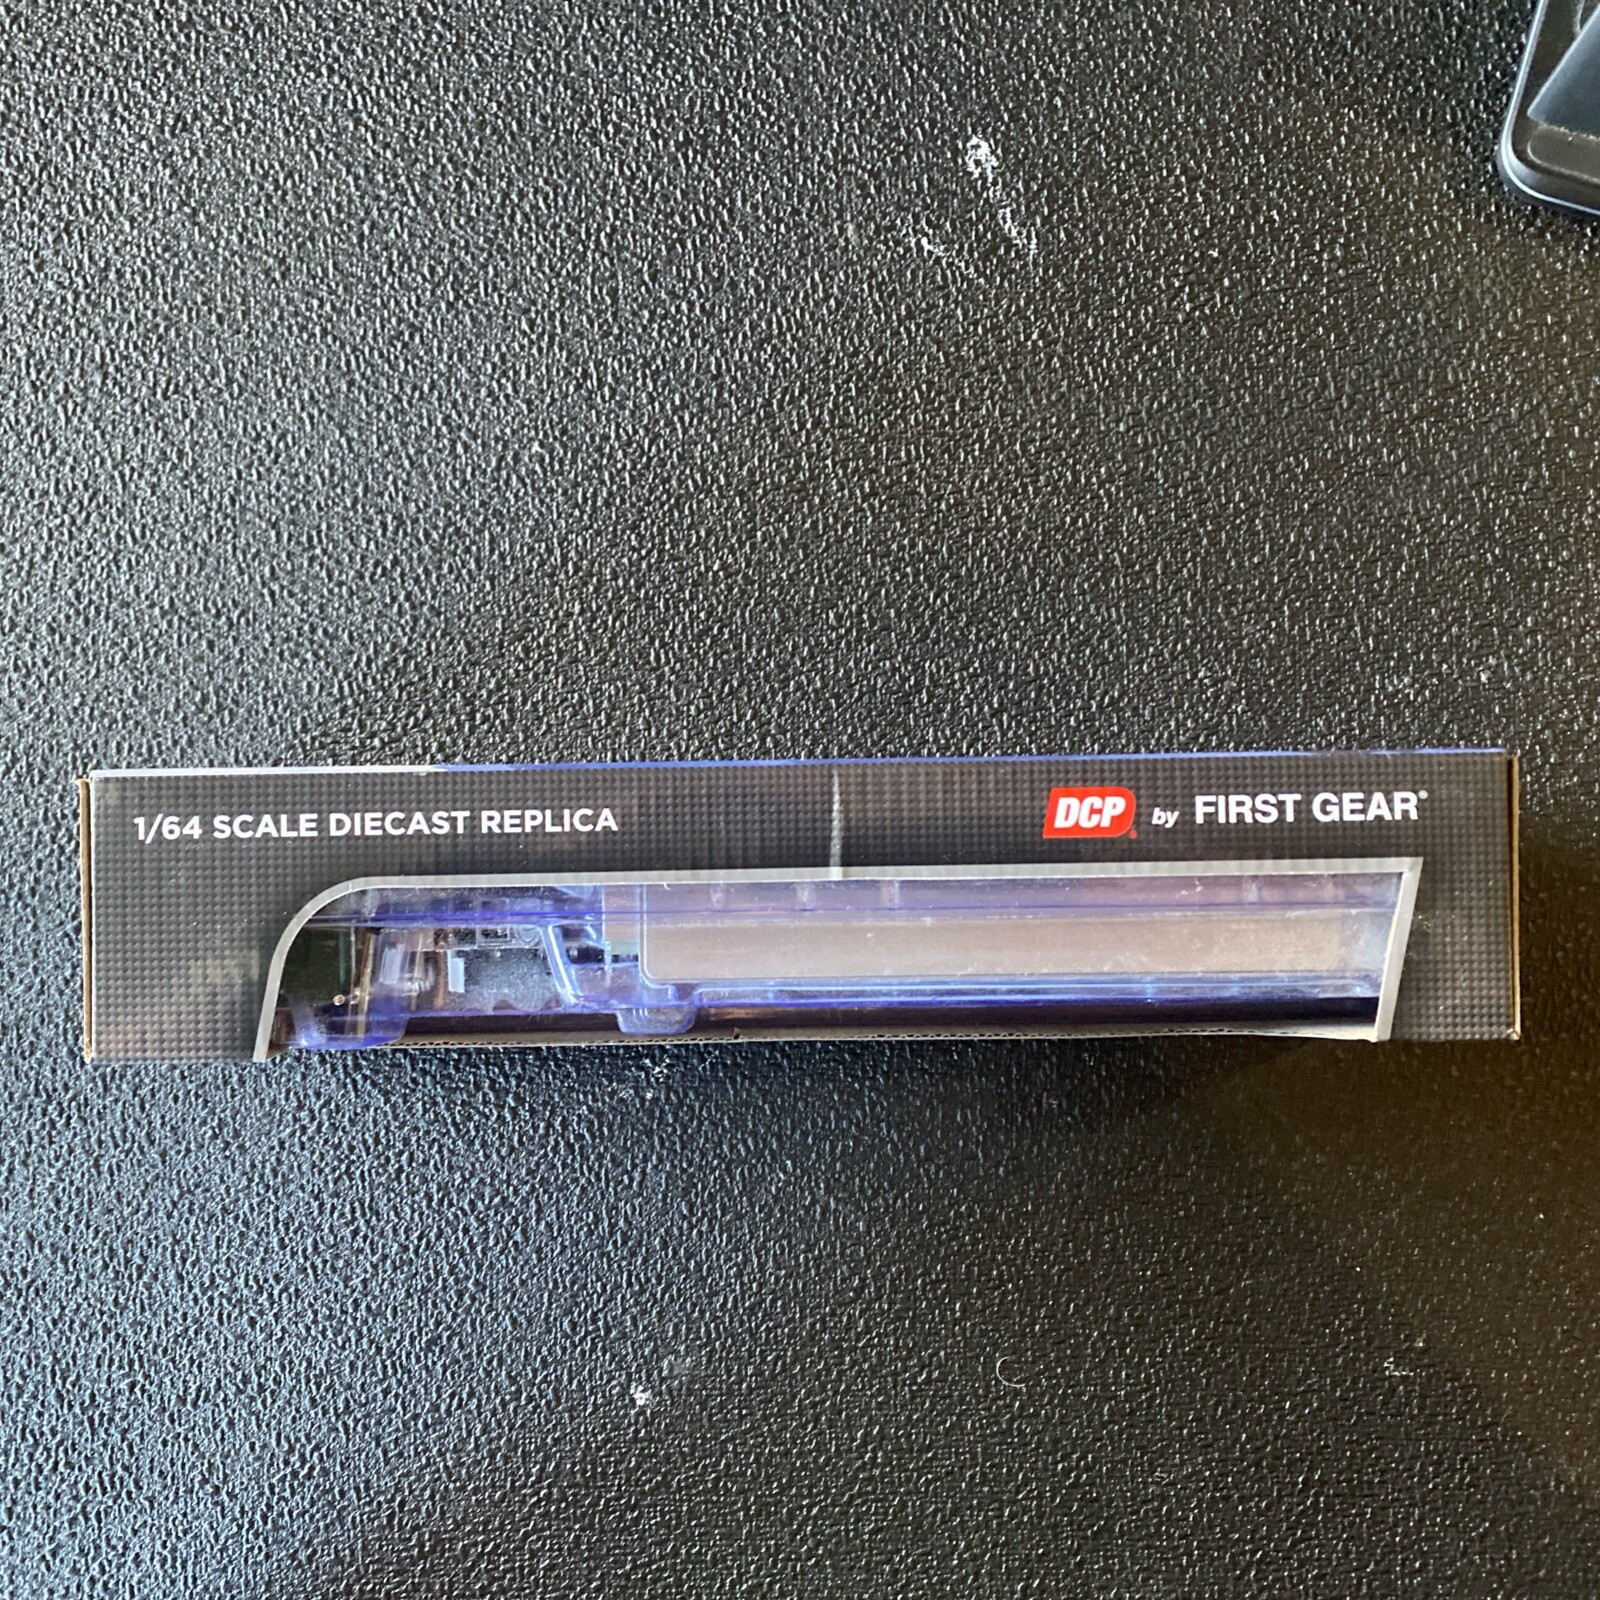 1/64 SCALE DIECAST REPLICA
DCP® by FIRST GEAR®